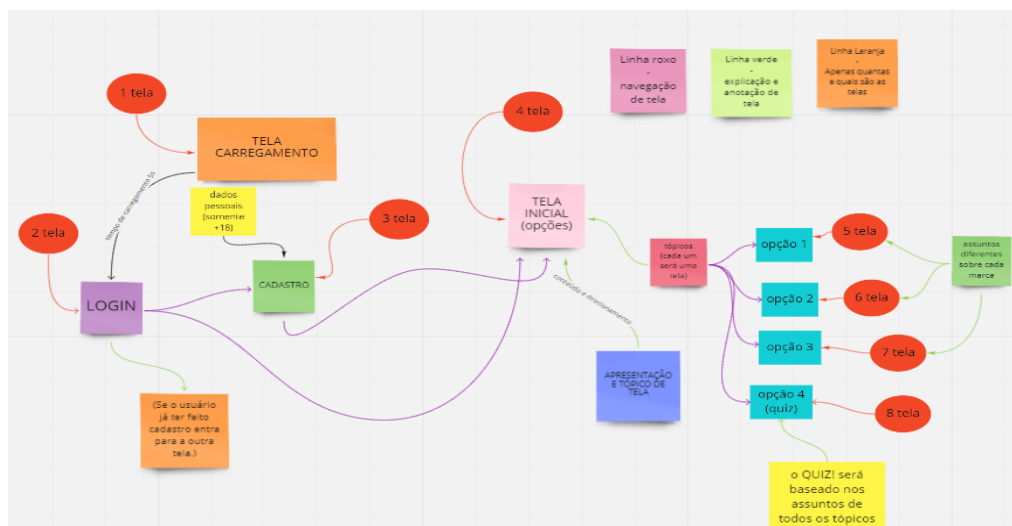 Linha roxo
-
navegação
de tela
Linha verde
-
explicação e
anotação de
tela
Linha Laranja
-
Apenas quantas
e quais são as
telas
1 tela
4 tela
TELA
CARREGAMENTO
tempo de carregamento 5s
dados
pessoais
(somente
+18)
2 tela
3 tela
TELA
INICIAL
(opções)
LOGIN
CADASTRO
tópicos
(cada um
será uma
tela)
opção 1
5 tela
assuntos
diferentes
sobre cada
marca
opção 2
6 tela
conteúdo e direcionamento
opção 3
7 tela
APRESENTAÇÃO
E TÓPICO DE
TELA
opção 4
(quiz)
8 tela
(Se o usuário
já ter feito
cadastro entra
para a outra
tela.)
o QUIZ! será
baseado nos
assuntos de
todos os tópicos